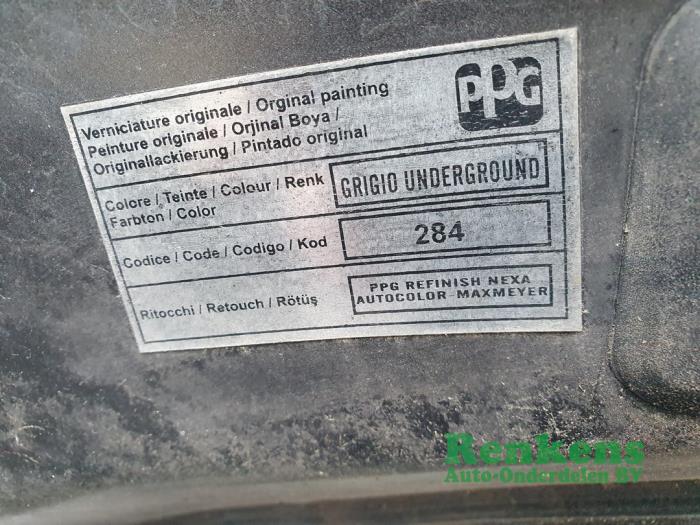 Verniciature originale / Orginal painting
Peinture originale / Orjinal Boya /
Originallackierung / Pintado original
PPG
Colore / Teinte / Colour / Renk
Farbton / Color
GRIGIO UNDERGROUND
Codice / Code / Codigo / Kod
284
Ritocchi / Retouch / Rötüş
PPG REFINISH NEXA
AUTOCOLOR-MAXMEYER
Renkens
Auto-Onderdelen BV